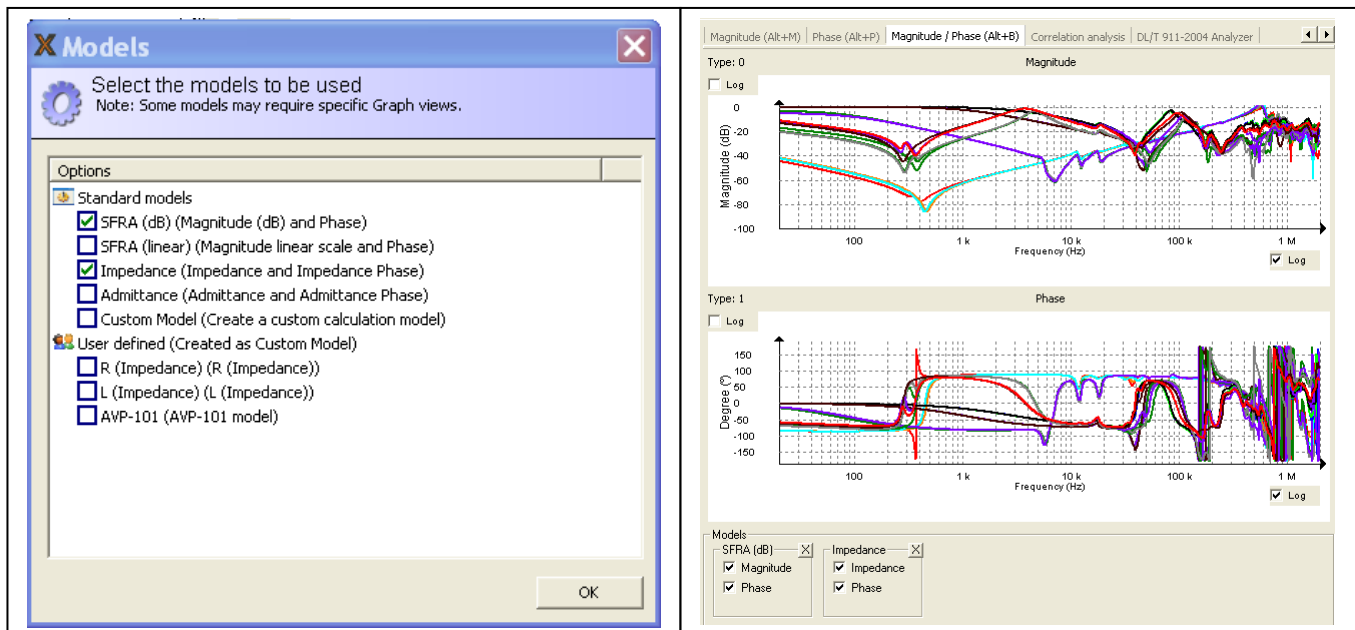 Models
Select the models to be used
Note: Some models may require specific Graph views.
Options
Standard models
SFRA (dB) (Magnitude (dB) and Phase)
SFRA (linear) (Magnitude linear scale and Phase)
Impedance (Impedance and Impedance Phase)
Admittance (Admittance and Admittance Phase)
Custom Model (Create a custom calculation model)
User defined (Created as Custom Model)
R (Impedance) (R (Impedance))
L (Impedance) (L (Impedance))
AVP-101 (AVP-101 model)
OK
Magnitude (Alt+M) Phase (Alt+P) Magnitude / Phase (Alt+B) Correlation analysis DL/T 911-2004 Analyzer
Type: 0 Magnitude
Log
Magnitude (dB)
0
-20
-40
-60
-80
-100
100 1 k 10 k 100 k 1 M
Frequency (Hz)
Log
Type: 1 Phase
Log
Degree (º)
150
100
50
0
-50
-100
-150
100 1 k 10 k 100 k 1 M
Frequency (Hz)
Log
Models
SFRA (dB) X Impedance X
Magnitude Impedance
Phase Phase